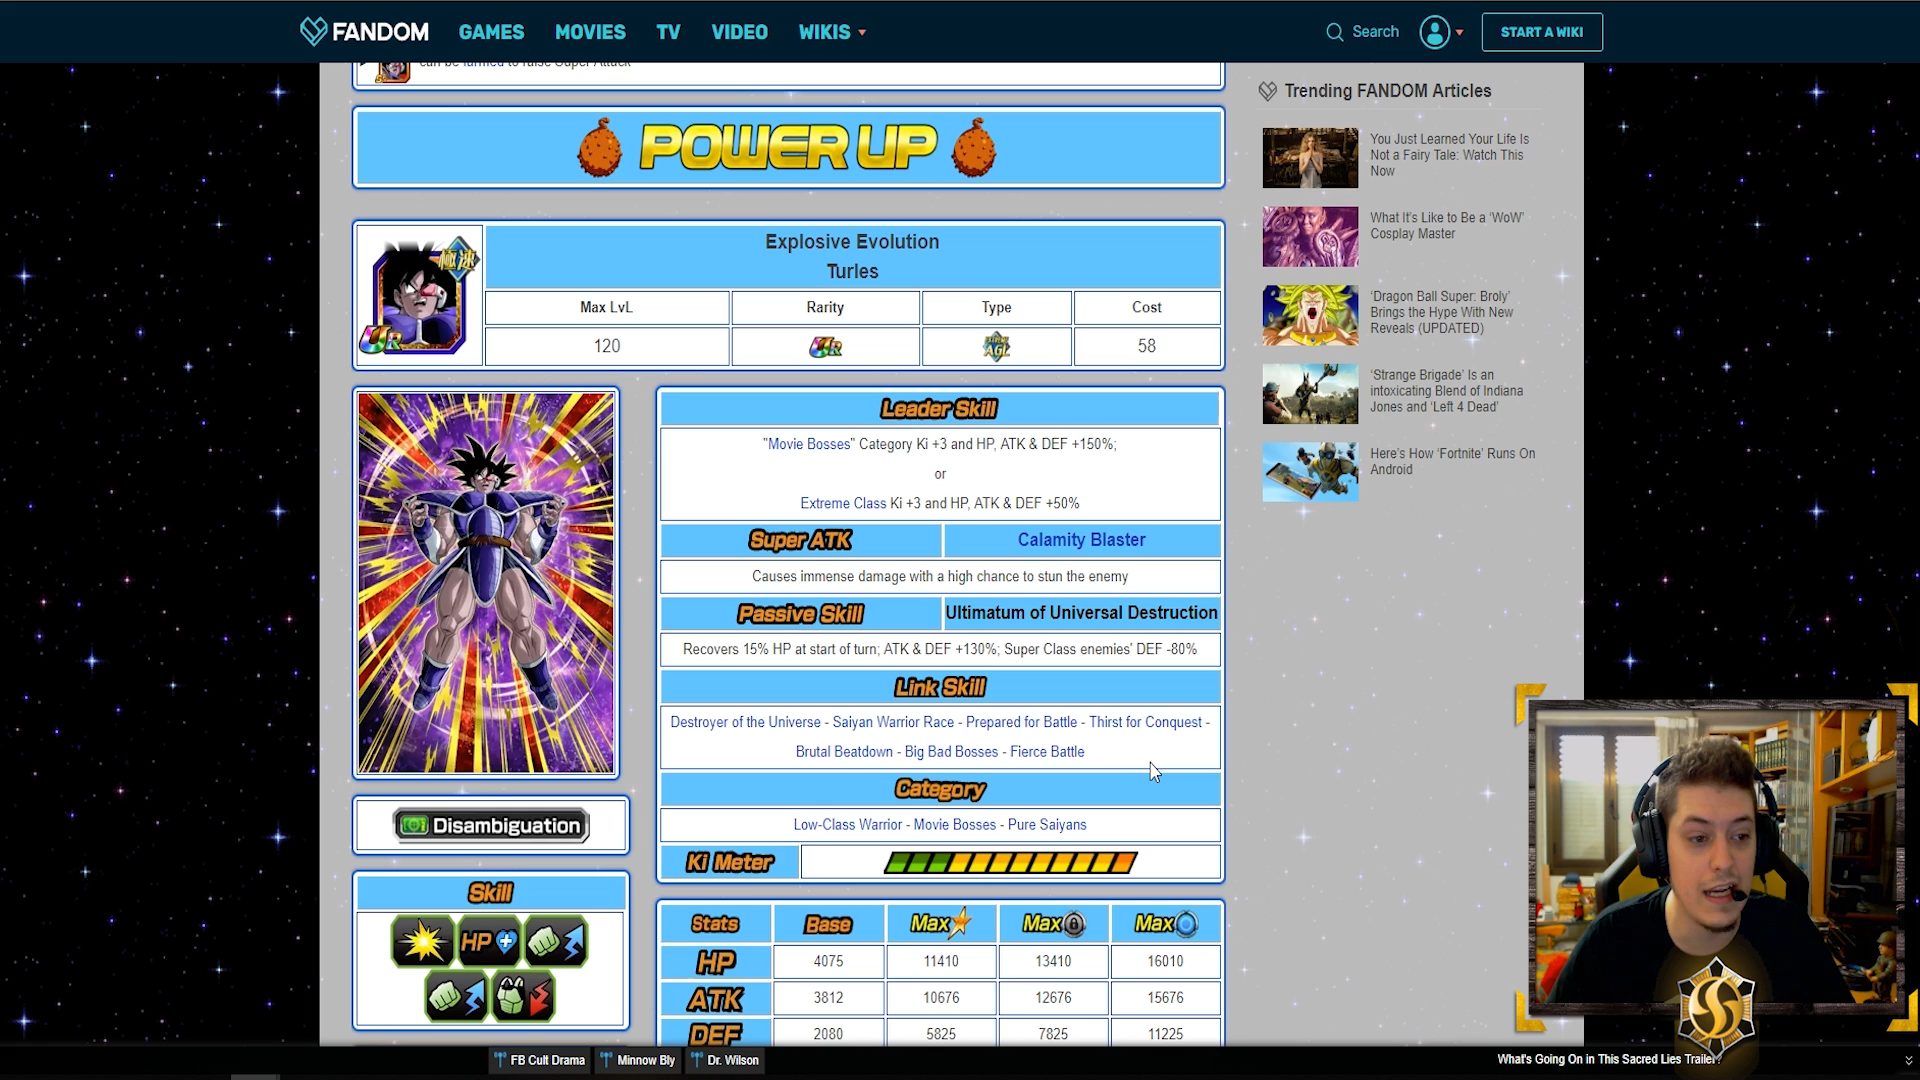 FANDOM GAMES MOVIES TV VIDEO WIKIS Search START A WIKI
can be farmed to raise Super Attack
POWER UP
Explosive Evolution
Turles
Max LvL Rarity Type Cost
120 UR AGL 58
UR
Leader Skill
"Movie Bosses" Category Ki +3 and HP, ATK & DEF +150%;
or
Extreme Class Ki +3 and HP, ATK & DEF +50%
Super ATK Calamity Blaster
Causes immense damage with a high chance to stun the enemy
Passive Skill Ultimatum of Universal Destruction
Recovers 15% HP at start of turn; ATK & DEF +130%; Super Class enemies' DEF -80%
Link Skill
Destroyer of the Universe - Saiyan Warrior Race - Prepared for Battle - Thirst for Conquest -
Brutal Beatdown - Big Bad Bosses - Fierce Battle
Category
Low-Class Warrior - Movie Bosses - Pure Saiyans
Ki Meter
Disambiguation
Skill
HP
Stats Base Max Max Max
HP 4075 11410 13410 16010
ATK 3812 10676 12676 15676
DEF 2080 5825 7825 11225
Trending FANDOM Articles
You Just Learned Your Life Is
Not a Fairy Tale: Watch This
Now
What It's Like to Be a 'WoW'
Cosplay Master
'Dragon Ball Super: Broly'
Brings the Hype With New
Reveals (UPDATED)
'Strange Brigade' Is an
intoxicating Blend of Indiana
Jones and 'Left 4 Dead'
Here's How 'Fortnite' Runs On
Android
FB Cult Drama Minnow Bly Dr. Wilson
What's Going On in This Sacred Lies Trailer?